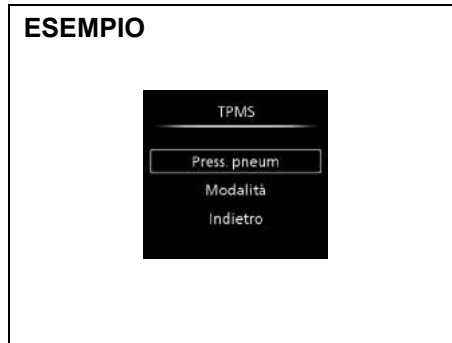 ESEMPIO
TPMS
Press. pneum
Modalità
Indietro